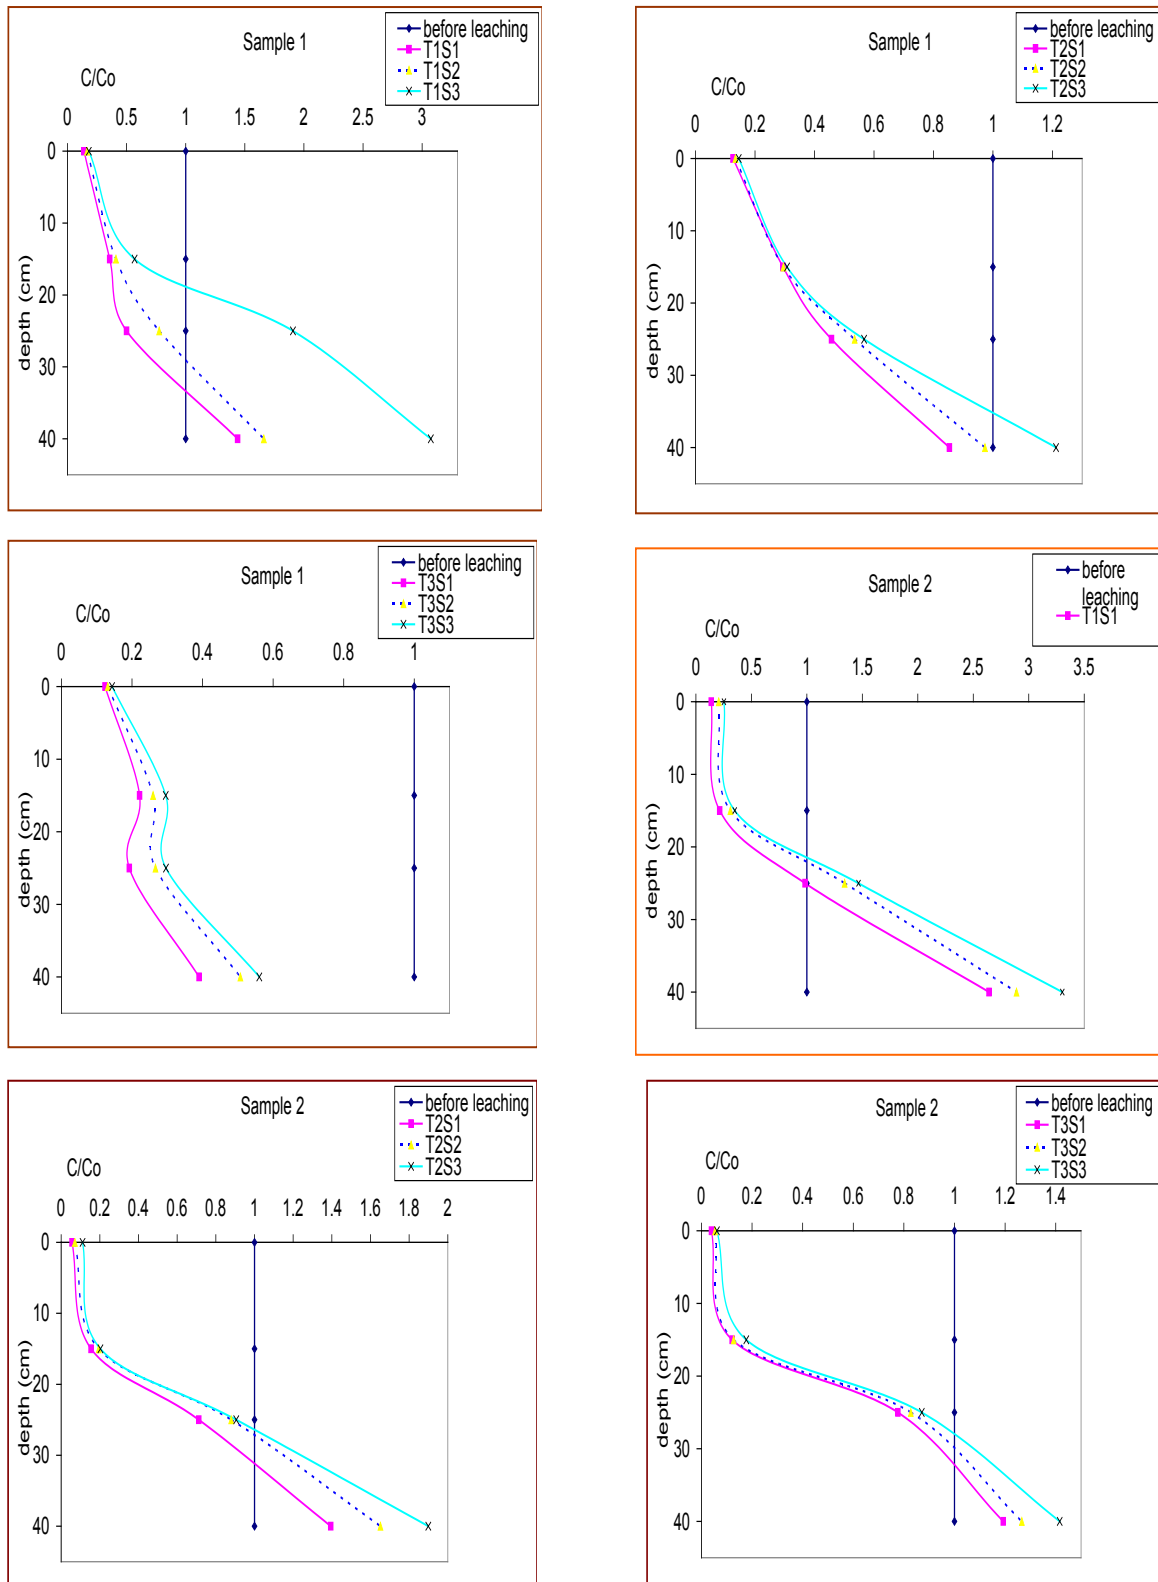 Sample 1
before leaching
T1S1
T1S2
T1S3
C/Co
0 0.5 1 1.5 2 2.5 3
0
10
20
30
40
depth (cm)
Sample 1
before leaching
T2S1
T2S2
T2S3
C/Co
0 0.2 0.4 0.6 0.8 1 1.2
0
10
20
30
40
depth (cm)
Sample 1
before leaching
T3S1
T3S2
T3S3
C/Co
0 0.2 0.4 0.6 0.8 1
0
10
20
30
40
depth (cm)
Sample 2
before
leaching
T1S1
C/Co
0 0.5 1 1.5 2 2.5 3 3.5
0
10
20
30
40
depth (cm)
Sample 2
before leaching
T2S1
T2S2
T2S3
C/Co
0 0.2 0.4 0.6 0.8 1 1.2 1.4 1.6 1.8 2
0
10
20
30
40
depth (cm)
Sample 2
before leaching
T3S1
T3S2
T3S3
C/Co
0 0.2 0.4 0.6 0.8 1 1.2 1.4
0
10
20
30
40
depth (cm)